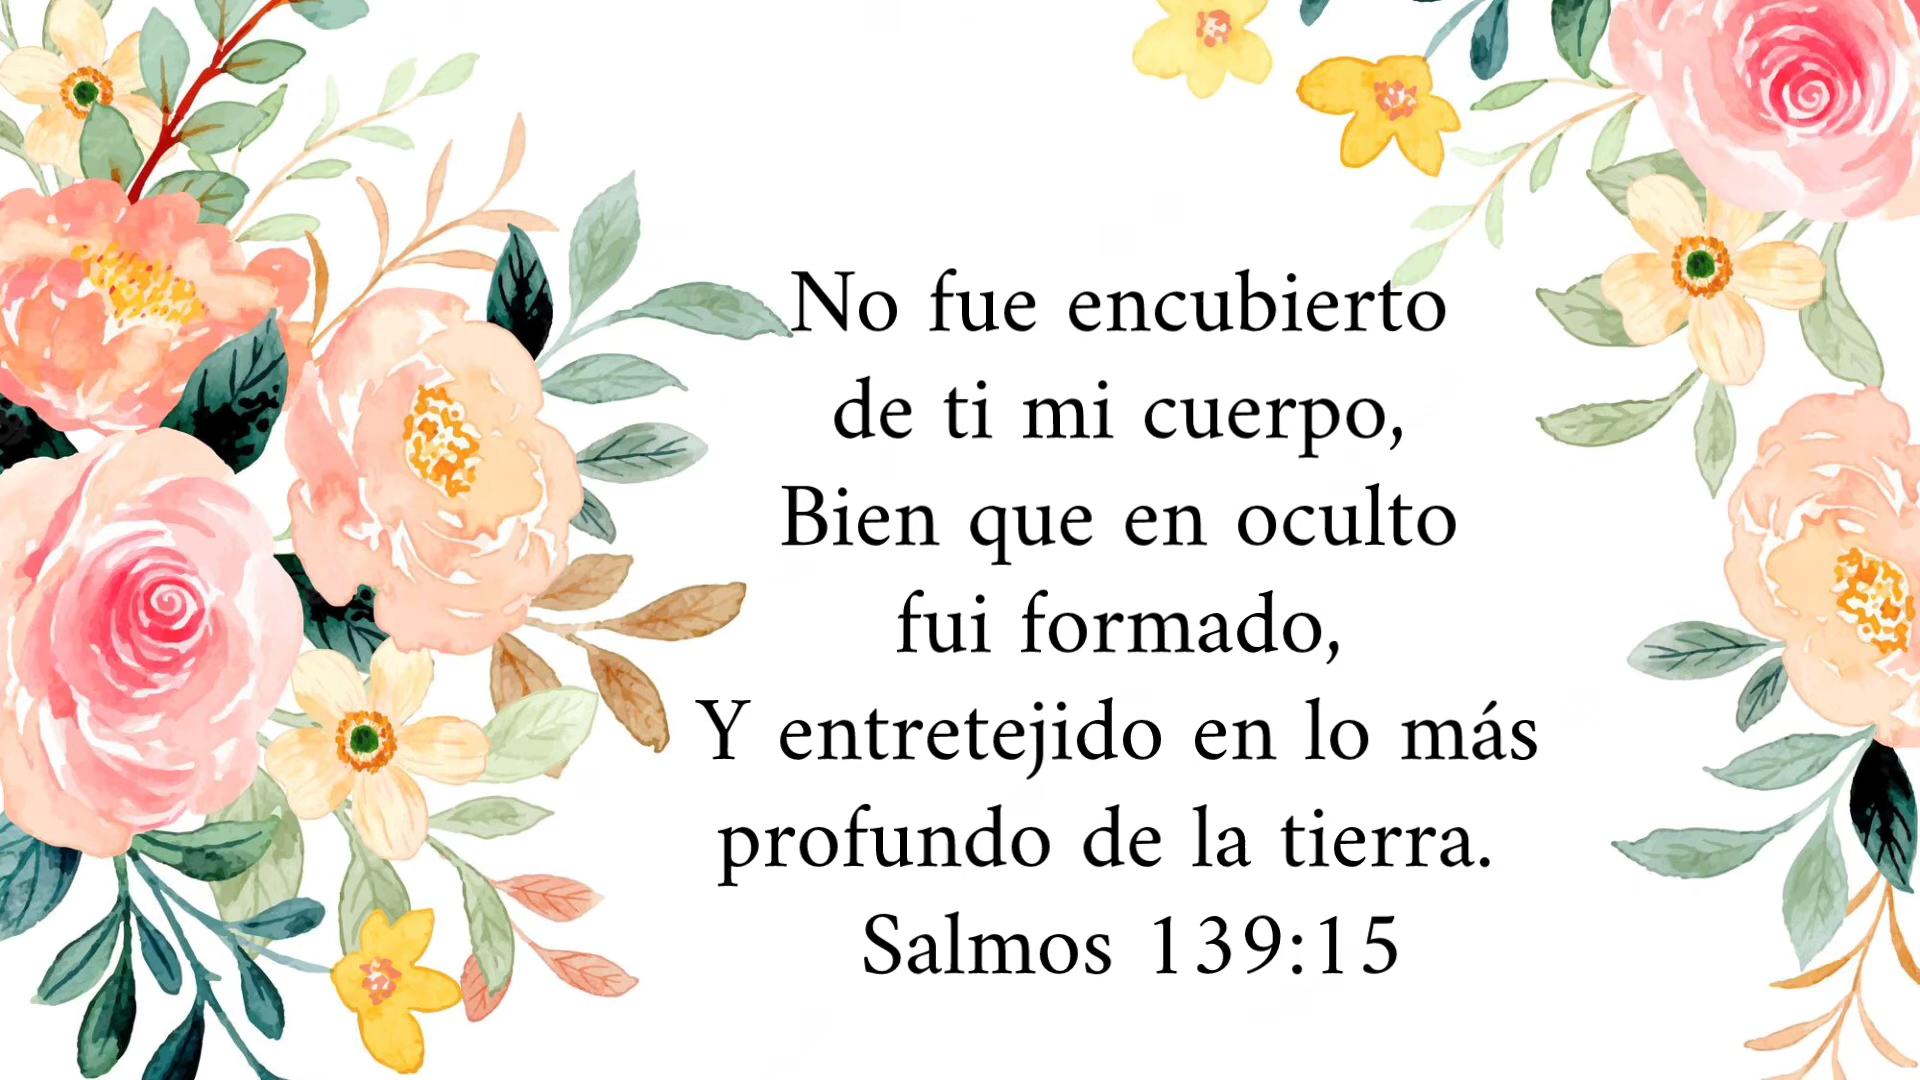 No fue encubierto
de ti mi cuerpo,
Bien que en oculto
fui formado,
Y entretejido en lo más
profundo de la tierra.
Salmos 139:15